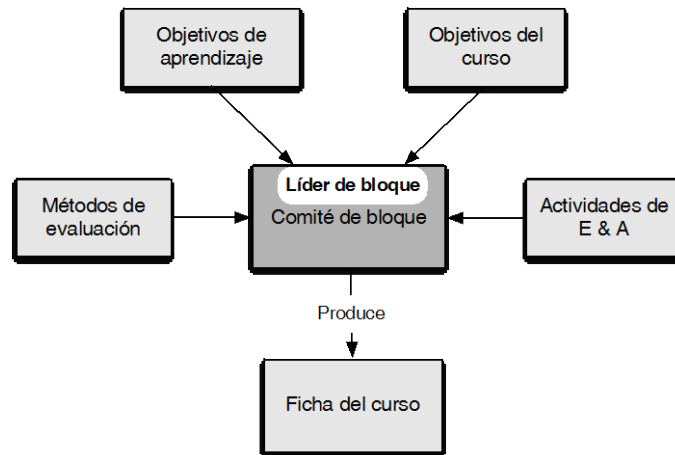 Objetivos de
aprendizaje
Objetivos del
curso
Líder de bloque
Comité de bloque
Métodos de
evaluación
Actividades de
E & A
Produce
Ficha del curso